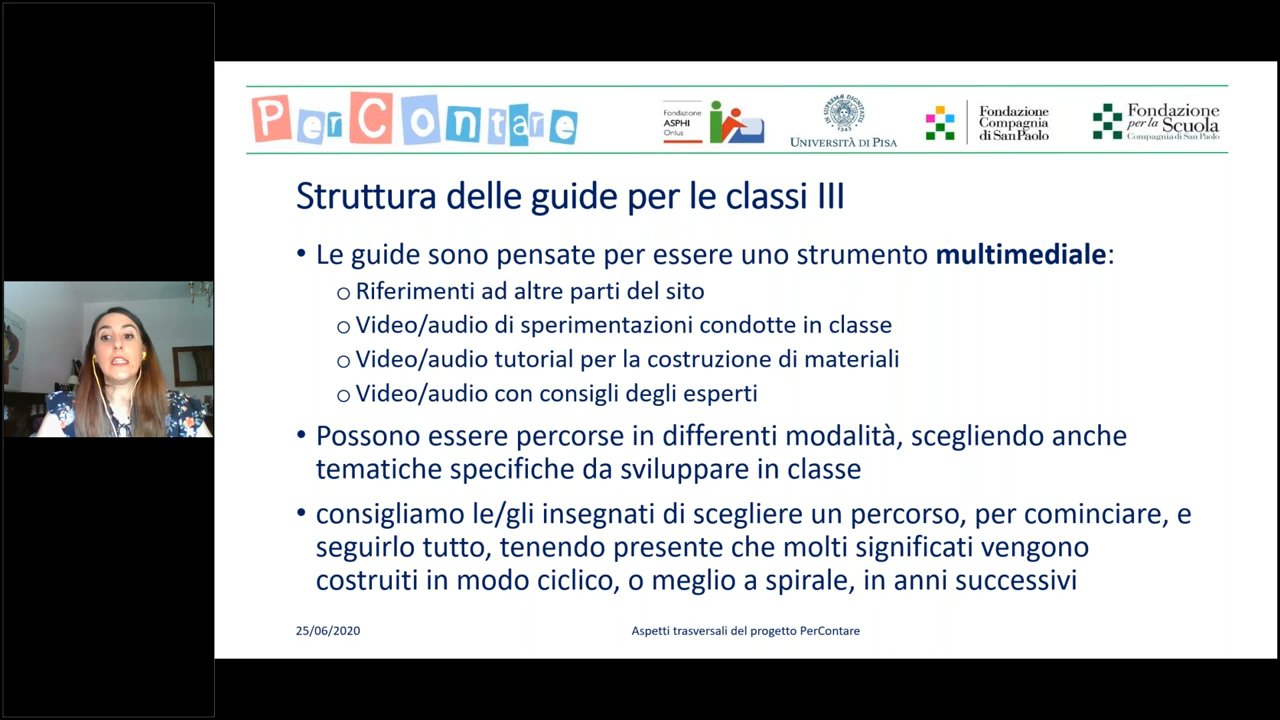 PerContare
Fondazione
ASPHI
Onlus
IN SUPREMÆ DIGNITATIS
1343
UNIVERSITÀ DI PISA
Fondazione
Compagnia
di San Paolo
Fondazione
per la Scuola
Compagnia di San Paolo
Struttura delle guide per le classi III
• Le guide sono pensate per essere uno strumento multimediale:
o Riferimenti ad altre parti del sito
o Video/audio di sperimentazioni condotte in classe
o Video/audio tutorial per la costruzione di materiali
o Video/audio con consigli degli esperti
• Possono essere percorse in differenti modalità, scegliendo anche
tematiche specifiche da sviluppare in classe
• consigliamo le/gli insegnati di scegliere un percorso, per cominciare, e
seguirlo tutto, tenendo presente che molti significati vengono
costruiti in modo ciclico, o meglio a spirale, in anni successivi
25/06/2020
Aspetti trasversali del progetto PerContare